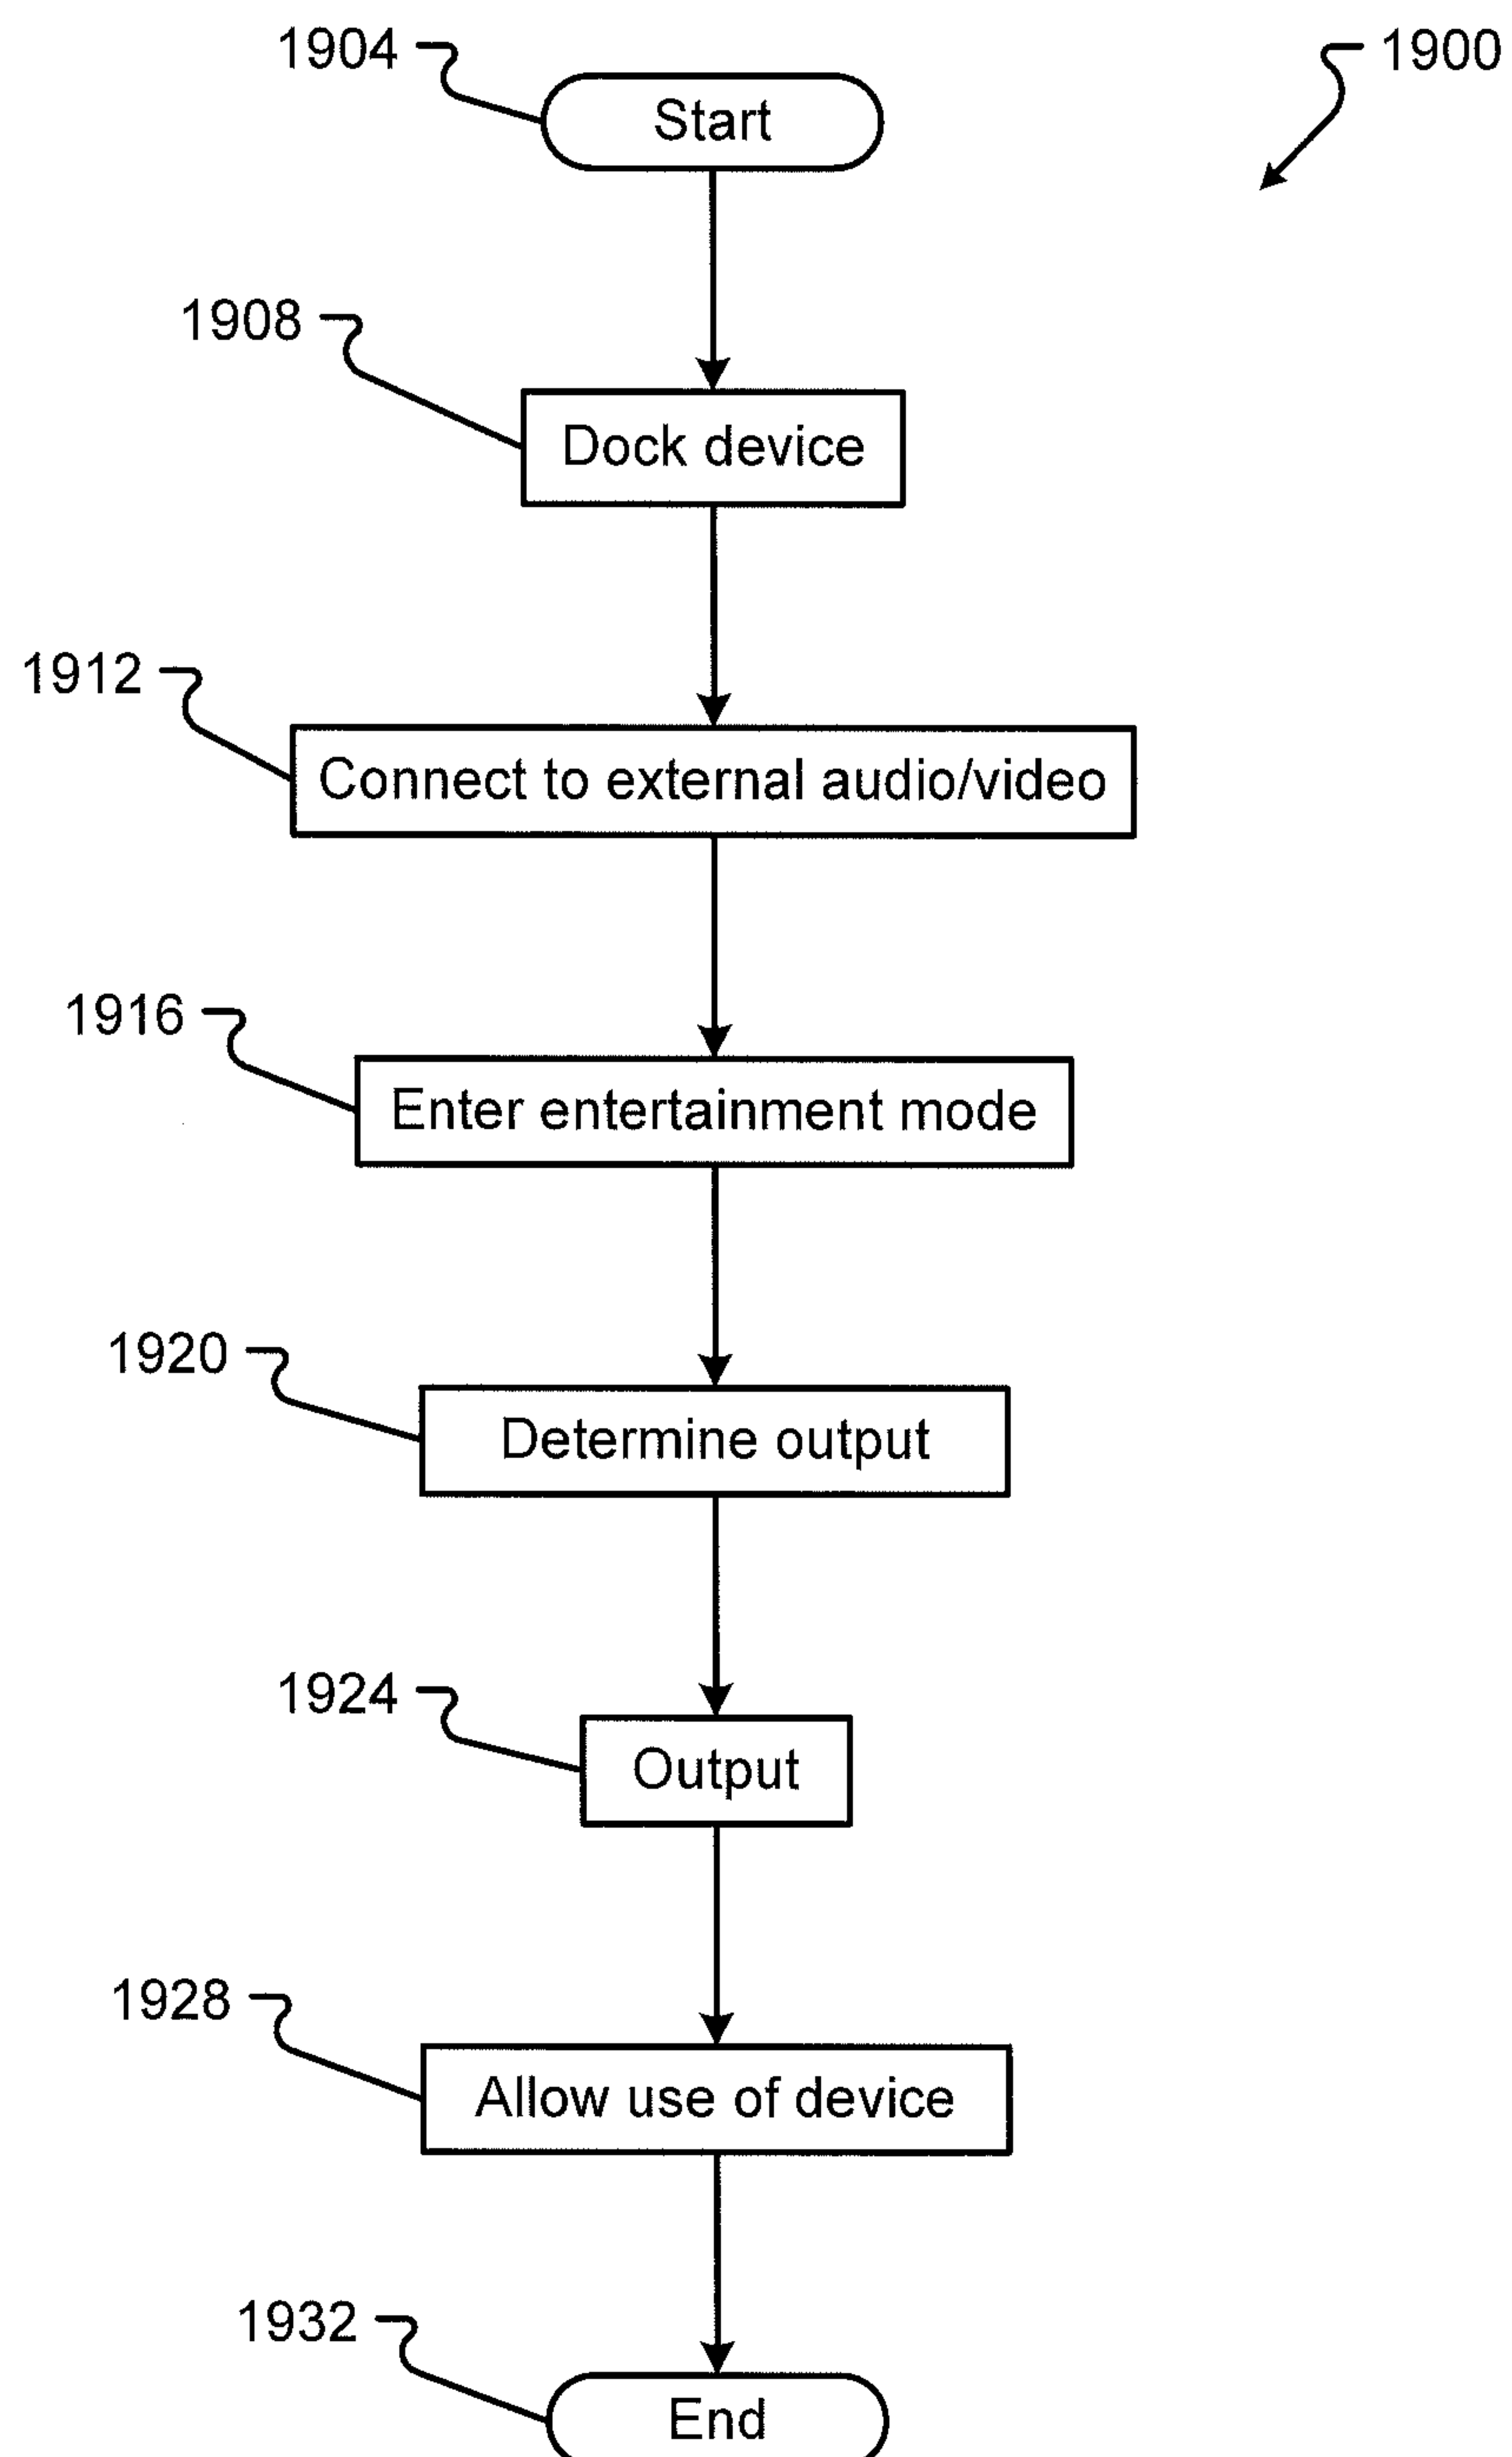 1904
1900
Start
1908
Dock device
1912
Connect to external audio/video
1916
Enter entertainment mode
1920
Determine output
1924
Output
1928
Allow use of device
1932
End